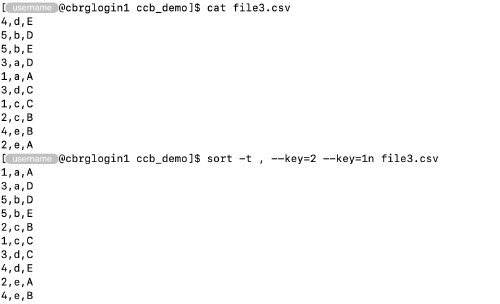 [username@cbrglogin1 ccb_demo]$ cat file3.csv
4,d,E
5,b,D
5,b,E
3,a,D
1,a,A
3,d,C
1,c,C
2,c,B
4,e,B
2,e,A
[username@cbrglogin1 ccb_demo]$ sort -t , --key=2 --key=1n file3.csv
1,a,A
3,a,D
5,b,D
5,b,E
2,c,B
1,c,C
3,d,C
4,d,E
2,e,A
4,e,B